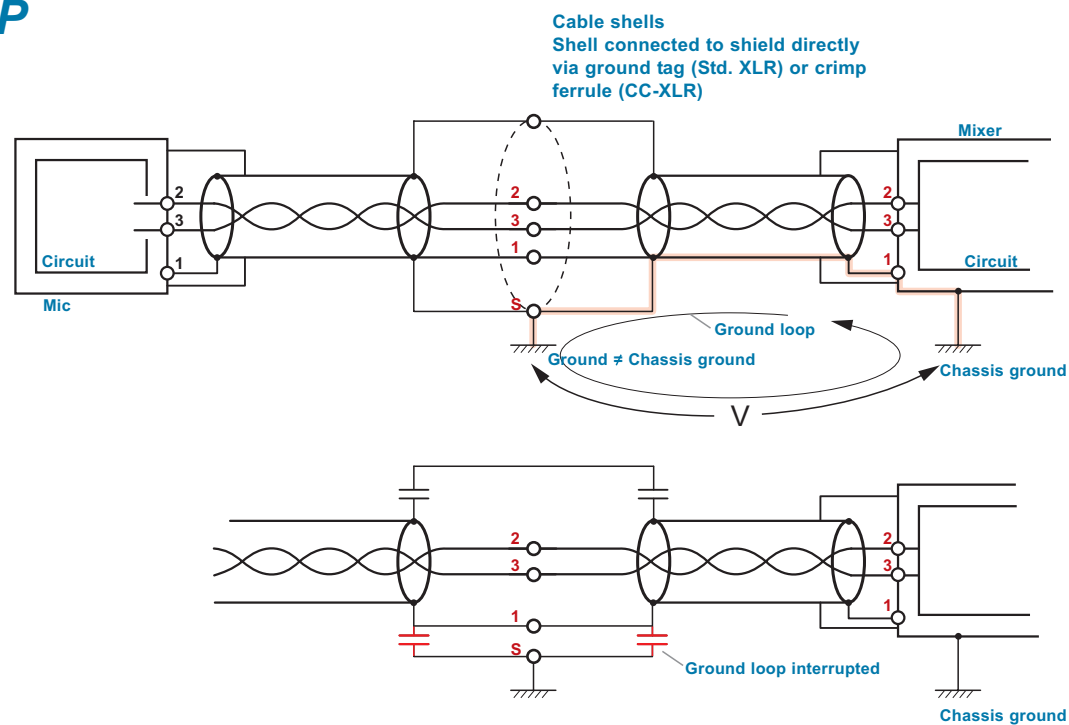 P
Cable shells
Shell connected to shield directly
via ground tag (Std. XLR) or crimp
ferrule (CC-XLR)
Mixer
2
3
1
Circuit
Mic
2
3
1
S
2
3
1
Circuit
Ground loop
Ground ≠ Chassis ground
Chassis ground
V
2
3
1
S
2
3
1
Ground loop interrupted
Chassis ground